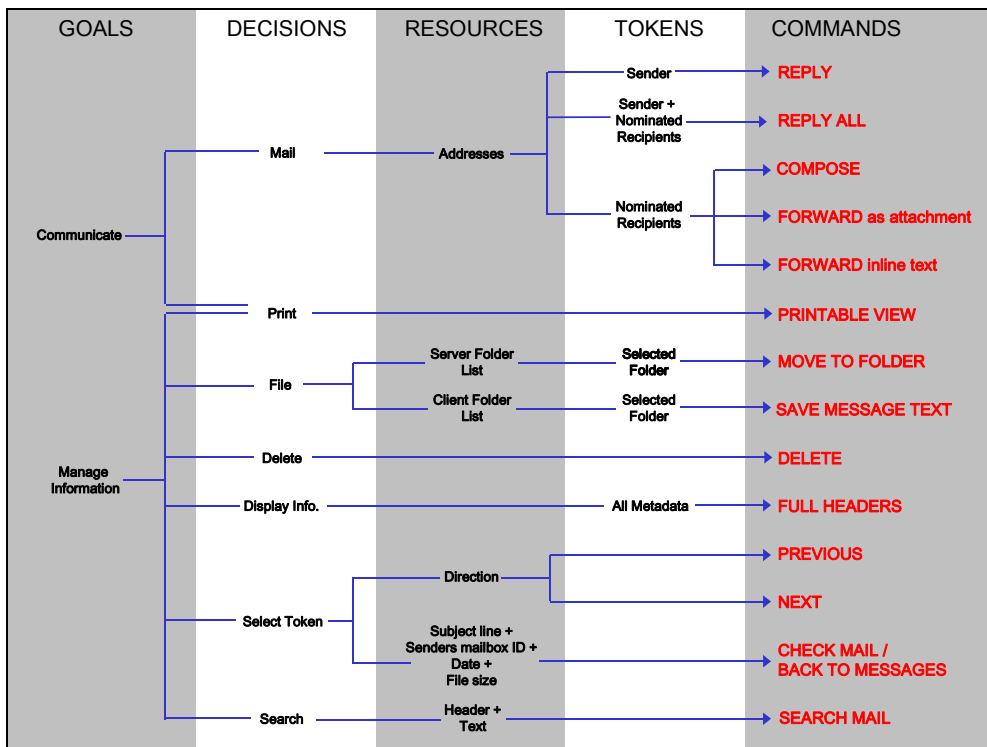 GOALS DECISIONS RESOURCES TOKENS COMMANDS
Sender REPLY
Sender +
Nominated
Recipients
REPLY ALL
Mail Addresses
COMPOSE
Nominated
Recipients
FORWARD as attachment
Communicate
FORWARD inline text
Print PRINTABLE VIEW
Server Folder
List
Selected
Folder
MOVE TO FOLDER
File
Client Folder
List
Selected
Folder
SAVE MESSAGE TEXT
Delete DELETE
Manage
Information
Display Info. All Metadata FULL HEADERS
PREVIOUS
Direction
NEXT
Select Token
Subject line +
Senders mailbox ID +
Date +
File size
CHECK MAIL /
BACK TO MESSAGES
Search
Header +
Text
SEARCH MAIL